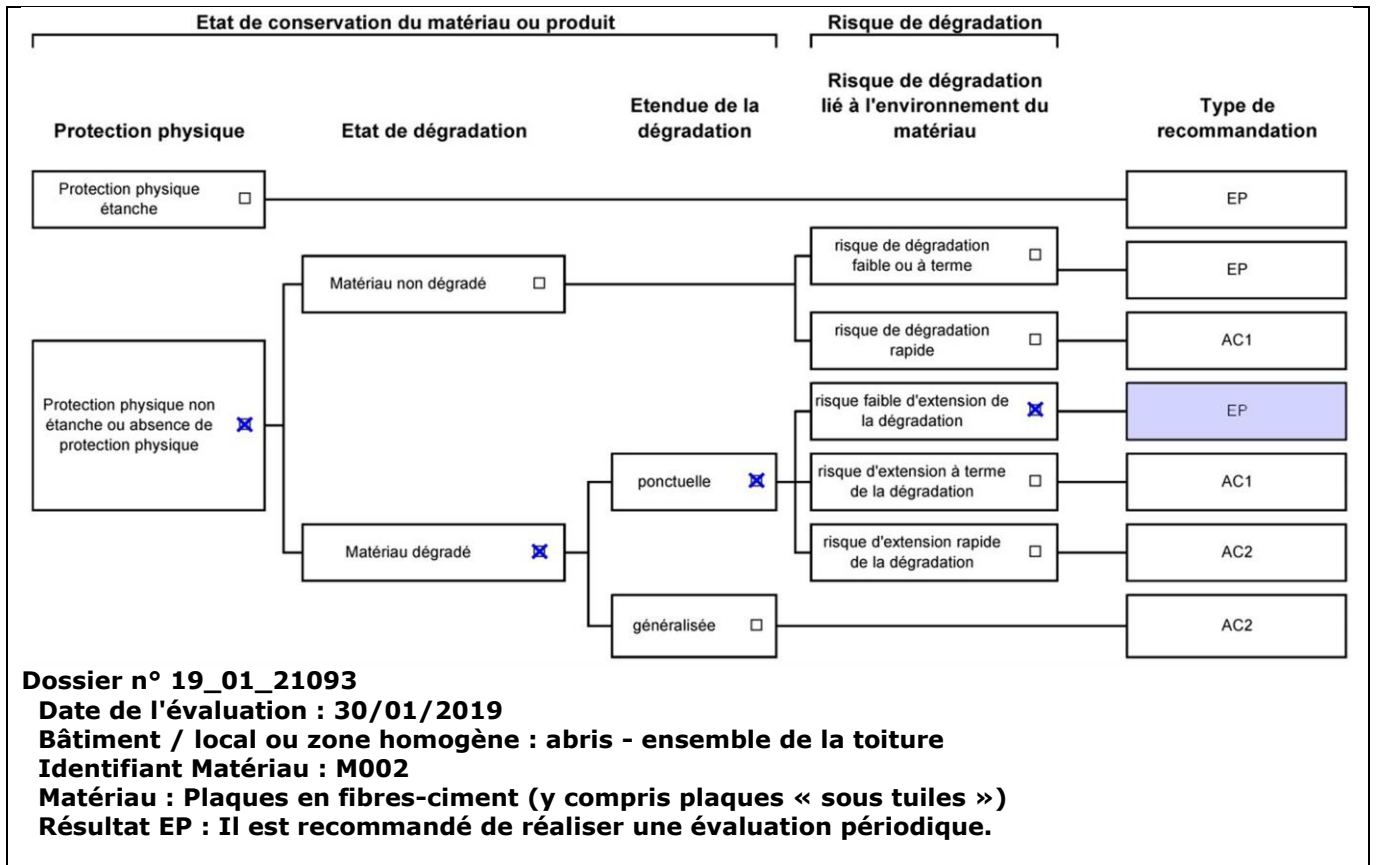 Etat de conservation du matériau ou produit
Risque de dégradation
Protection physique
Etat de dégradation
Etendue de la
dégradation
Risque de dégradation
lié à l'environnement du
matériau
Type de
recommandation
Protection physique
étanche
EP
risque de dégradation
faible ou à terme
EP
Matériau non dégradé
risque de dégradation
rapide
AC1
Protection physique non
étanche ou absence de
protection physique
risque faible d'extension de
la dégradation
EP
ponctuelle
risque d'extension à terme
de la dégradation
AC1
Matériau dégradé
risque d'extension rapide
de la dégradation
AC2
généralisée
AC2
Dossier n° 19_01_21093
Date de l'évaluation : 30/01/2019
Bâtiment / local ou zone homogène : abris - ensemble de la toiture
Identifiant Matériau : M002
Matériau : Plaques en fibres-ciment (y compris plaques « sous tuiles »)
Résultat EP : Il est recommandé de réaliser une évaluation périodique.